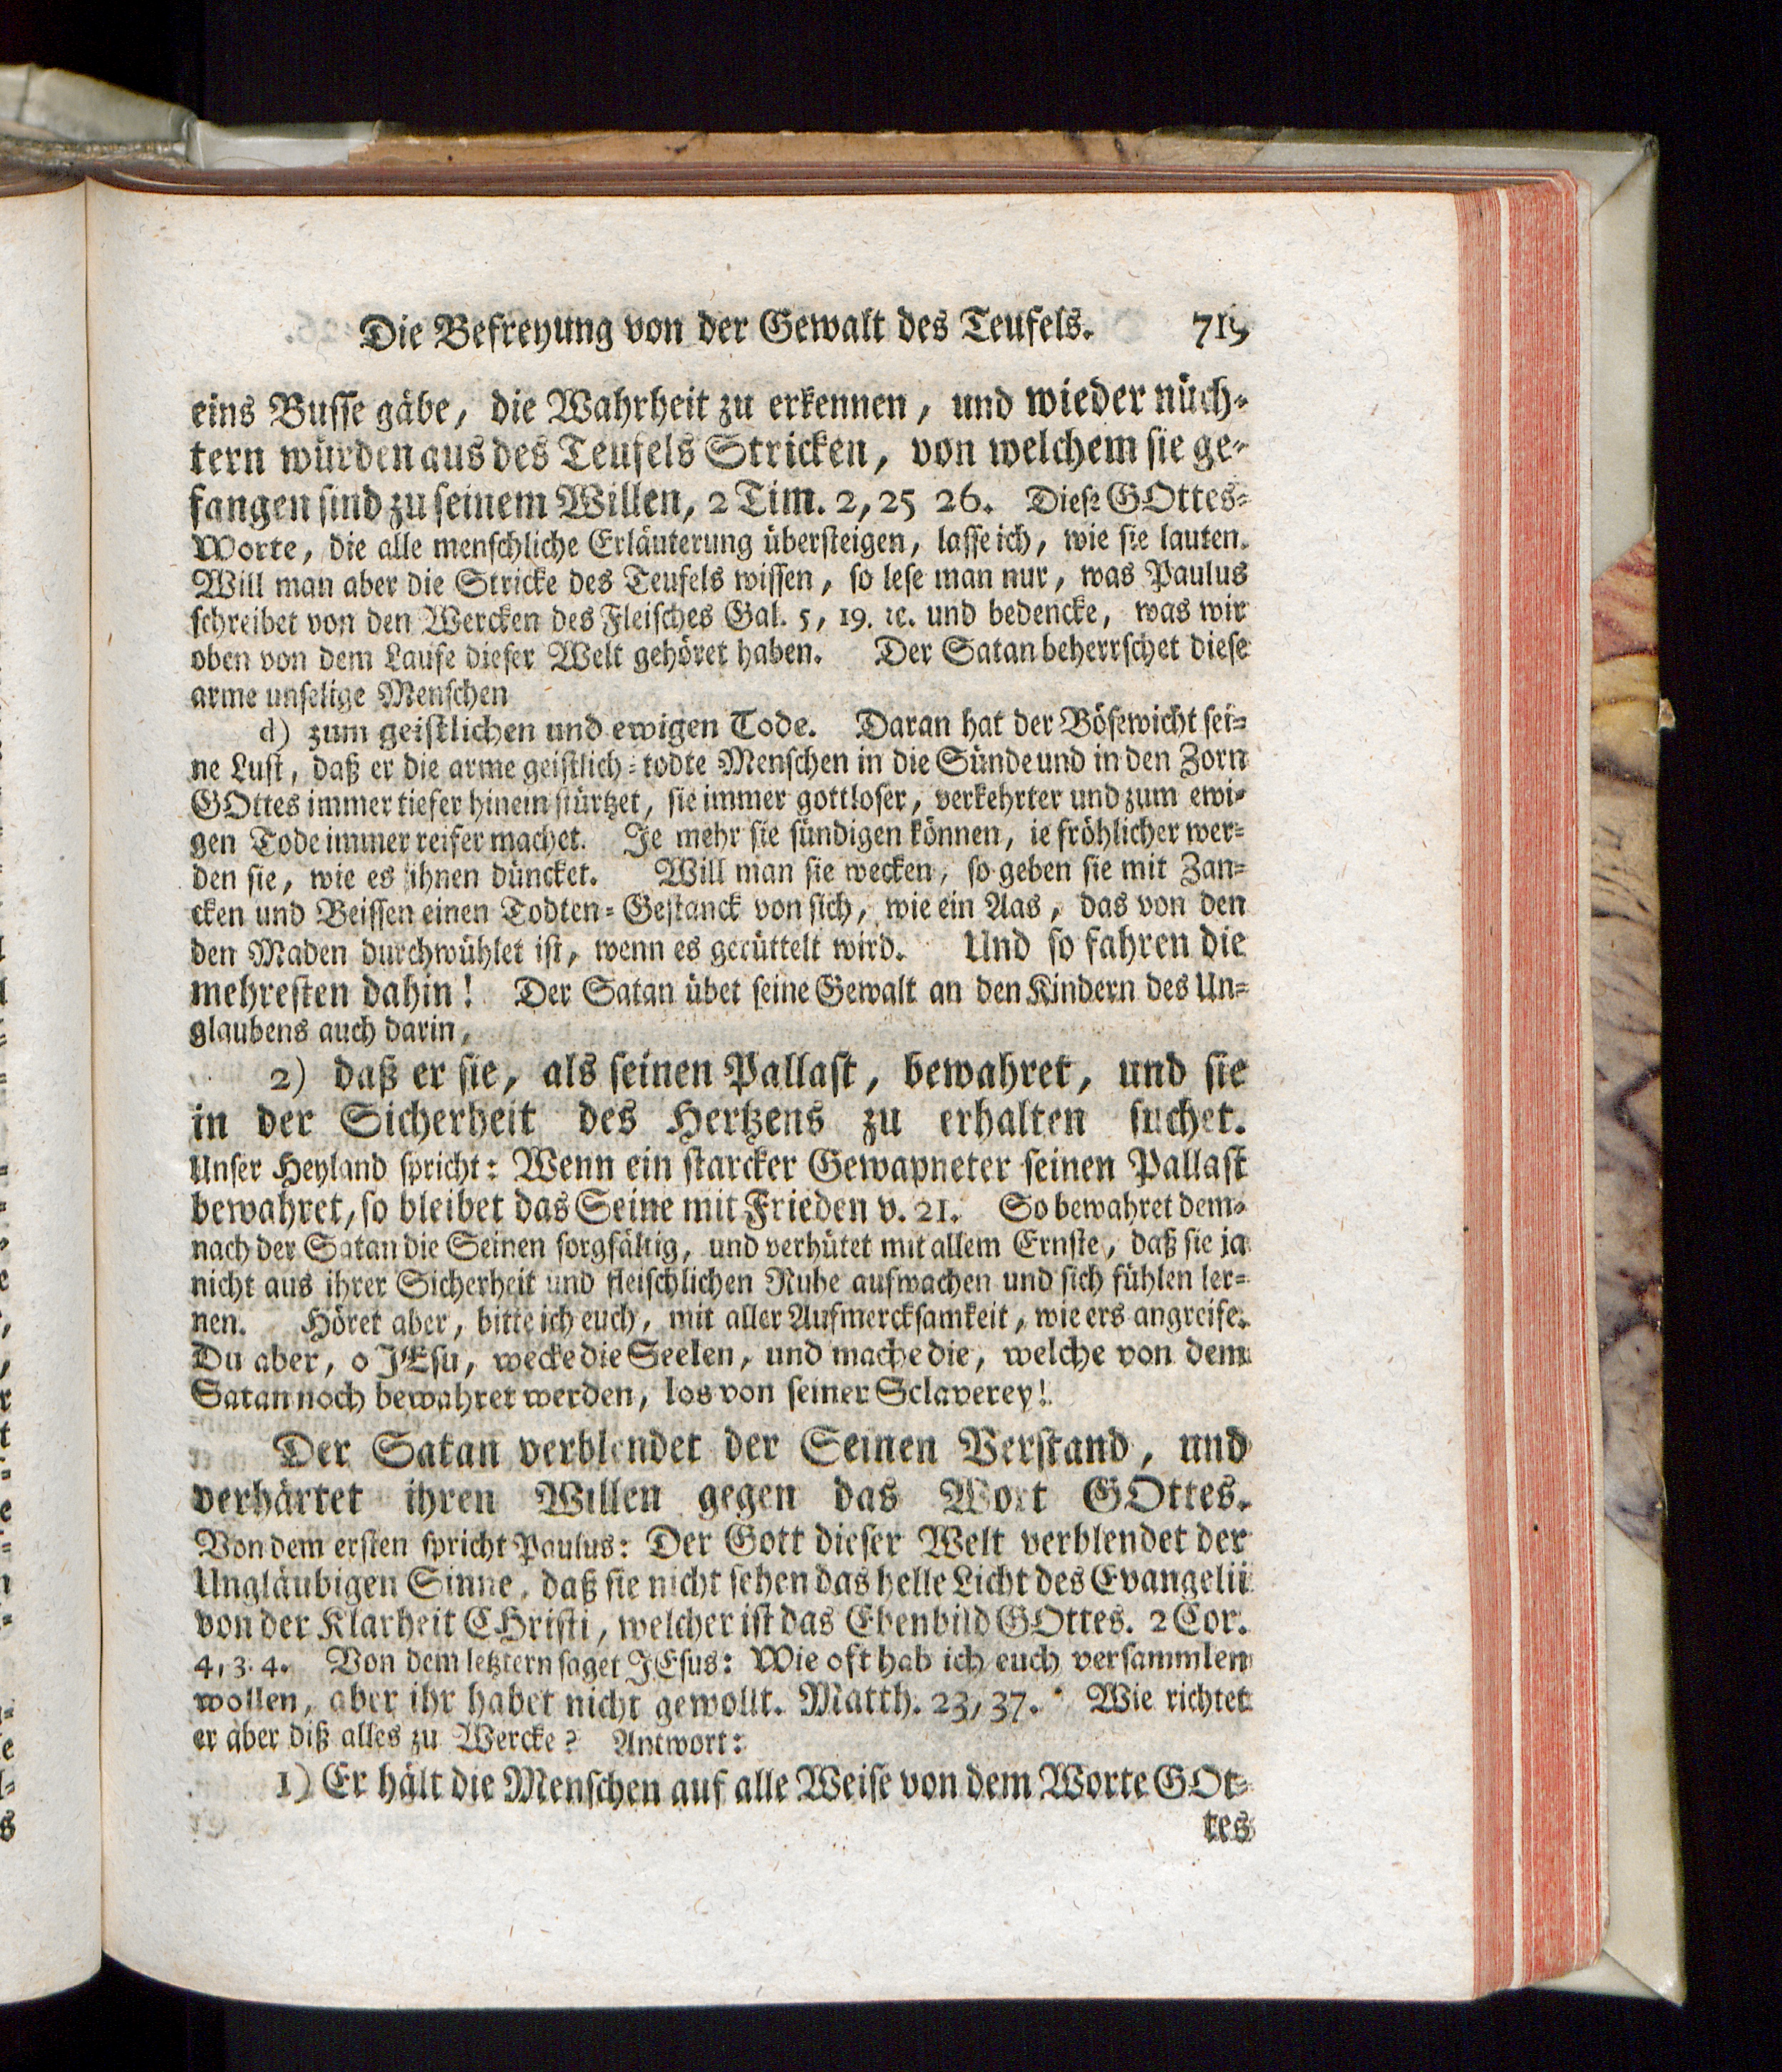 Die Befreyung von der Gewalt des Teufels. 715
eins Busse gäbe, die Wahrheit zu erkennen, und wieder nüch-
tern würden aus des Teufels Stricken, von welchem sie ge-
fangen sind zu seinem Willen, 2 Tim. 2, 25 26. Diese GOttes-
Worte, die alle menschliche Erläuterung übersteigen, lasse ich, wie sie lauten.
Will man aber die Stricke des Teufels wissen, so lese man nur, was Paulus
schreibet von den Wercken des Fleisches Gal. 5, 19. ꝛc. und bedencke, was wir
oben von dem Laufe dieser Welt gehöret haben. Der Satan beherrschet diese
arme unselige Menschen
d) zum geistlichen und ewigen Tode. Daran hat der Bösewicht sei-
ne Lust, daß er die arme geistlich-todte Menschen in die Sünde und in den Zorn
GOttes immer tiefer hinein stürtzet, sie immer gottloser, verkehrter und zum ewi-
gen Tode immer reifer machet. Je mehr sie sündigen können, ie fröhlicher wer-
den sie, wie es ihnen düncket. Will man sie wecken, so geben sie mit Zan-
cken und Beissen einen Todten-Gestanck von sich, wie ein Aas, das von den
den Maden durchwühlet ist, wenn es gerüttelt wird. Und so fahren die
mehresten dahin! Der Satan übet seine Gewalt an den Kindern des Un-
glaubens auch darin,
2) daß er sie, als seinen Pallast, bewahret, und sie
in der Sicherheit des Hertzens zu erhalten suchet.
Unser Heyland spricht: Wenn ein starcker Gewapneter seinen Pallast
bewahret, so bleibet das Seine mit Frieden v. 21. So bewahret dem-
nach der Satan die Seinen sorgfältig, und verhütet mit allem Ernste, daß sie ja
nicht aus ihrer Sicherheit und fleischlichen Ruhe aufwachen und sich fühlen ler-
nen. Höret aber, bitte ich euch, mit aller Aufmercksamkeit, wie ers angreife.
Du aber, o JEsu, wecke die Seelen, und mache die, welche von dem
Satan noch bewahret werden, los von seiner Sclaverey!
Der Satan verblendet der Seinen Verstand, und
verhärtet ihren Willen gegen das Wort GOttes.
Von dem ersten spricht Paulus: Der Gott dieser Welt verblendet der
Ungläubigen Sinne, daß sie nicht sehen das helle Licht des Evangelii
von der Klarheit CHristi, welcher ist das Ebenbild GOttes. 2 Cor.
4, 3. 4. Von dem letztern saget JEsus: Wie oft hab ich euch versammlen
wollen, aber ihr habet nicht gewollt. Matth. 23, 37. Wie richtet
er aber diß alles zu Wercke? Antwort:
1) Er hält die Menschen auf alle Weise von dem Worte GOt-
tes